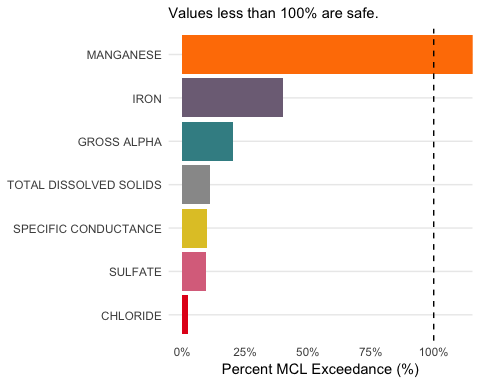 Values less than 100% are safe.
MANGANESE
IRON
GROSS ALPHA
TOTAL DISSOLVED SOLIDS
SPECIFIC CONDUCTANCE
SULFATE
CHLORIDE
0% 25% 50% 75% 100%
Percent MCL Exceedance (%)